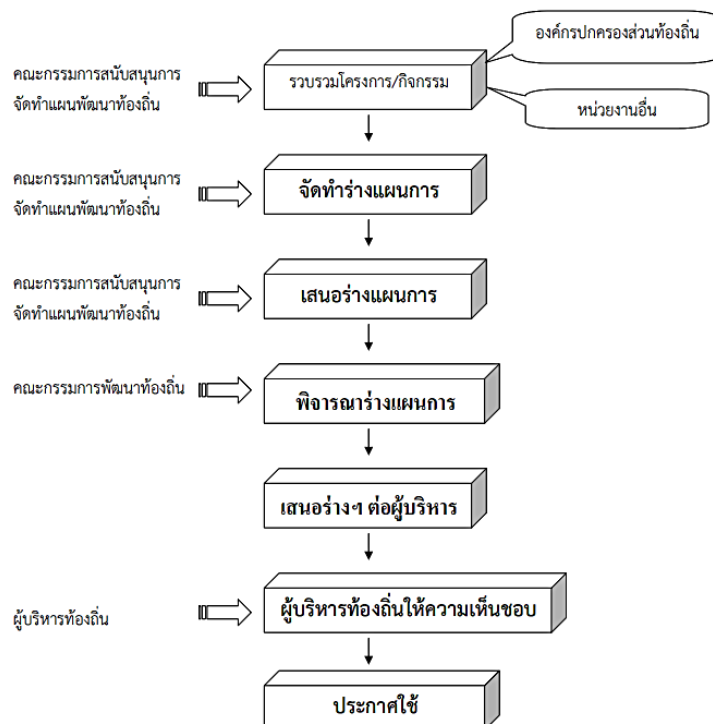 องค์กรปกครองส่วนท้องถิ่น
คณะกรรมการสนับสนุนการ
จัดทำแผนพัฒนาท้องถิ่น
รวบรวมโครงการ/กิจกรรม
หน่วยงานอื่น
คณะกรรมการสนับสนุนการ
จัดทำแผนพัฒนาท้องถิ่น
จัดทำร่างแผนการ
คณะกรรมการสนับสนุนการ
จัดทำแผนพัฒนาท้องถิ่น
เสนอร่างแผนการ
คณะกรรมการพัฒนาท้องถิ่น
พิจารณาร่างแผนการ
เสนอร่างฯ ต่อผู้บริหาร
ผู้บริหารท้องถิ่น
ผู้บริหารท้องถิ่นให้ความเห็นชอบ
ประกาศใช้